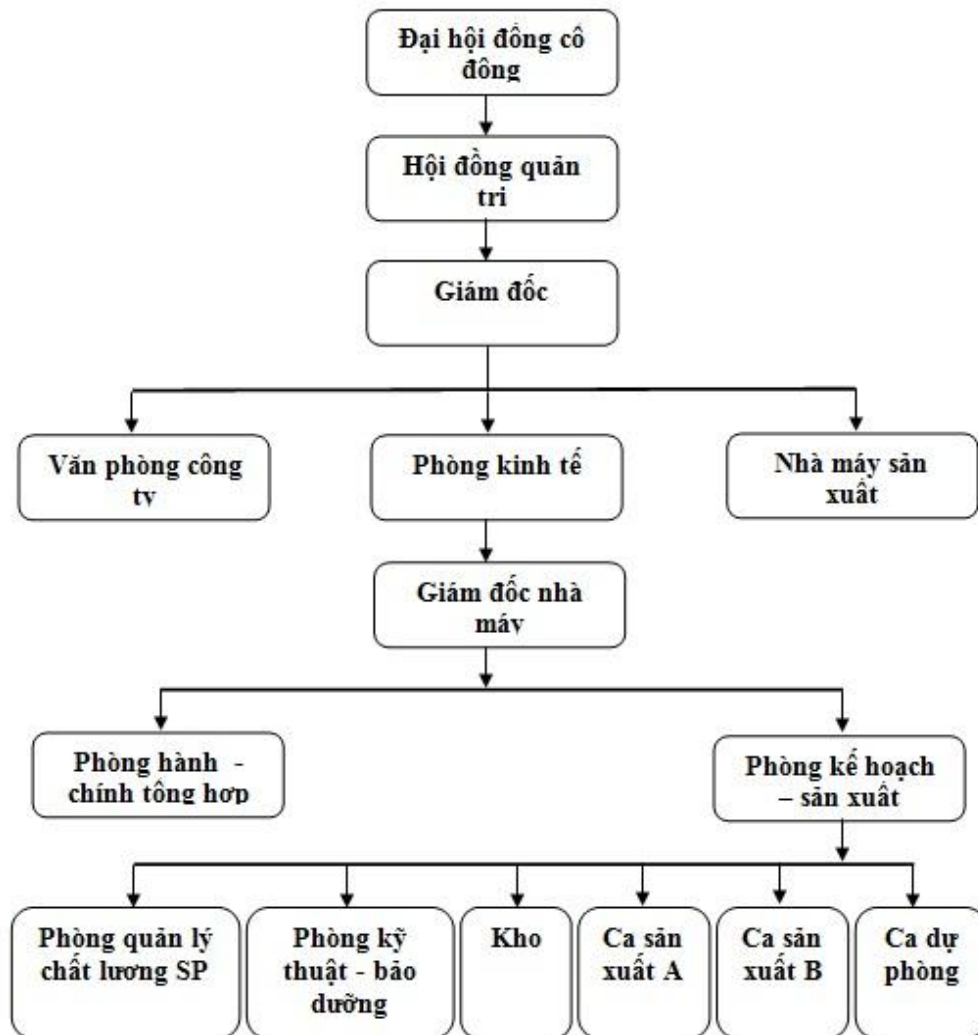 Đại hội đồng cổ
đông
Hội đồng quản
trị
Giám đốc
Văn phòng công
ty
Phòng kinh tế
Nhà máy sản
xuất
Giám đốc nhà
máy
Phòng hành -
chính tổng hợp
Phòng kế hoạch
– sản xuất
Phòng quản lý
chất lượng SP
Phòng kỹ
thuật - bảo
dưỡng
Kho
Ca sản
xuất A
Ca sản
xuất B
Ca dự
phòng